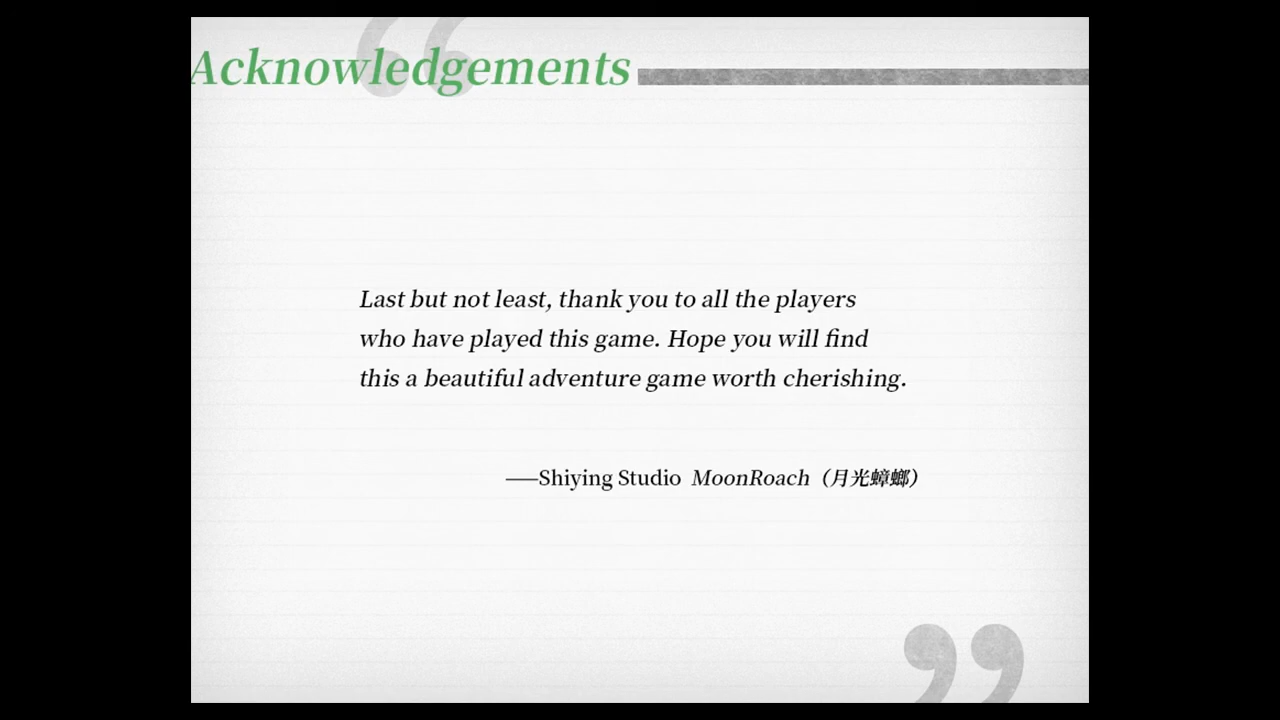 Acknowledgements
Last but not least, thank you to all the players
who have played this game. Hope you will find
this a beautiful adventure game worth cherishing.
——Shiying Studio MoonRoach（月光蟑螂）